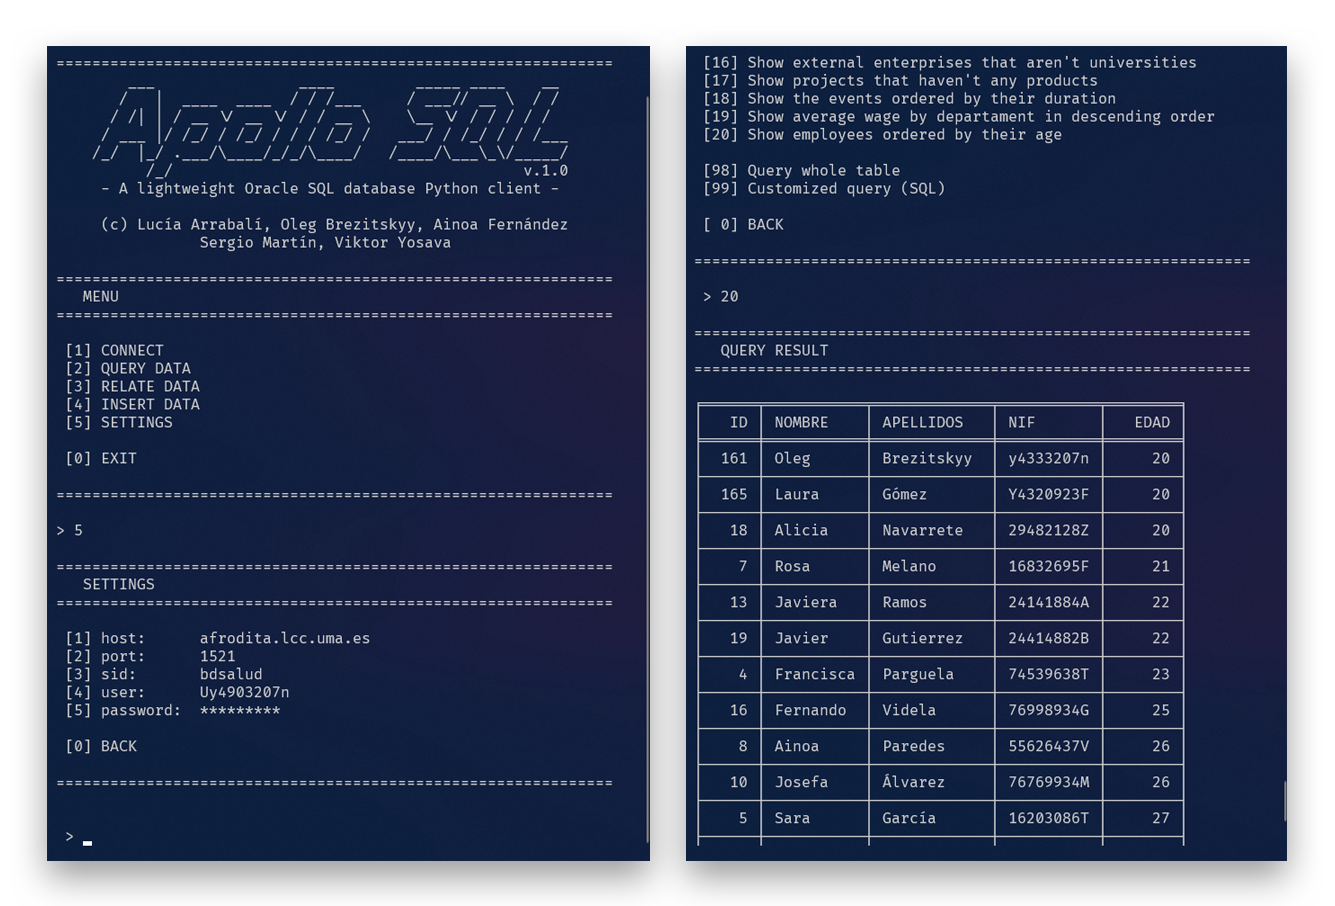 ============================================================
Apolo SQL
v.1.0
- A lightweight Oracle SQL database Python client -
(c) Lucía Arrabalí, Oleg Brezitskyy, Ainoa Fernández
Sergio Martín, Viktor Yosava
============================================================
MENU
============================================================
[1] CONNECT
[2] QUERY DATA
[3] RELATE DATA
[4] INSERT DATA
[5] SETTINGS
[0] EXIT
============================================================
> 5
============================================================
SETTINGS
============================================================
[1] host: afrodita.lcc.uma.es
[2] port: 1521
[3] sid: bdsalud
[4] user: Uy4903207n
[5] password: *********
[0] BACK
============================================================
>
[16] Show external enterprises that aren't universities
[17] Show projects that haven't any products
[18] Show the events ordered by their duration
[19] Show average wage by departament in descending order
[20] Show employees ordered by their age
[98] Query whole table
[99] Customized query (SQL)
[ 0] BACK
============================================================
> 20
============================================================
QUERY RESULT
============================================================
ID NOMBRE APELLIDOS NIF EDAD
161 Oleg Brezitskyy y4333207n 20
165 Laura Gómez Y4320923F 20
18 Alicia Navarrete 29482128Z 20
7 Rosa Melano 16832695F 21
13 Javiera Ramos 24141884A 22
19 Javier Gutierrez 24414882B 22
4 Francisca Parguela 74539638T 23
16 Fernando Videla 76998934G 25
8 Ainoa Paredes 55626437V 26
10 Josefa Álvarez 76769934M 26
5 Sara García 16203086T 27